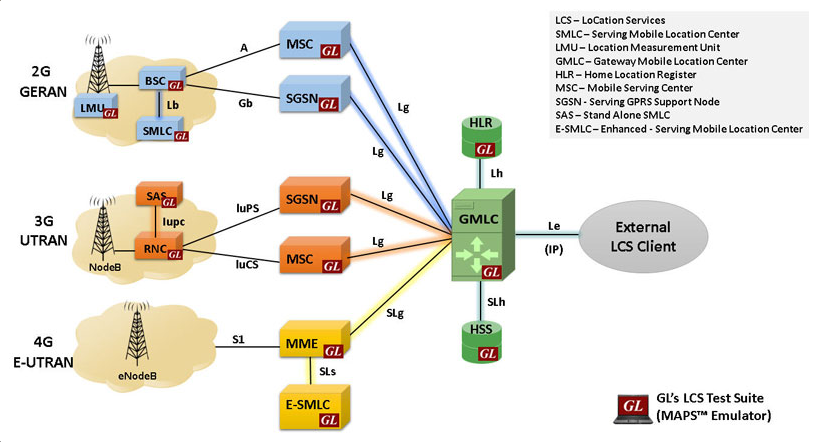 LCS – LoCation Services
SMLC – Serving Mobile Location Center
LMU – Location Measurement Unit
GMLC – Gateway Mobile Location Center
HLR – Home Location Register
MSC – Mobile Serving Center
SGSN - Serving GPRS Support Node
SAS – Stand Alone SMLC
E-SMLC – Enhanced - Serving Mobile Location Center
2G
GERAN
LMU
GL
BSC
GL
Lb
SMLC
GL
A
Gb
MSC
GL
SGSN
GL
Lg
Lg
HLR
GL
Lh
3G
UTRAN
NodeB
SAS
GL
Iupc
RNC
GL
IuPS
IuCS
SGSN
GL
MSC
GL
Lg
Lg
GMLC
GL
Le
(IP)
External
LCS Client
SLh
HSS
GL
4G
E-UTRAN
eNodeB
S1
MME
GL
SLg
SLs
E-SMLC
GL
GL
GL's LCS Test Suite
(MAPS™ Emulator)